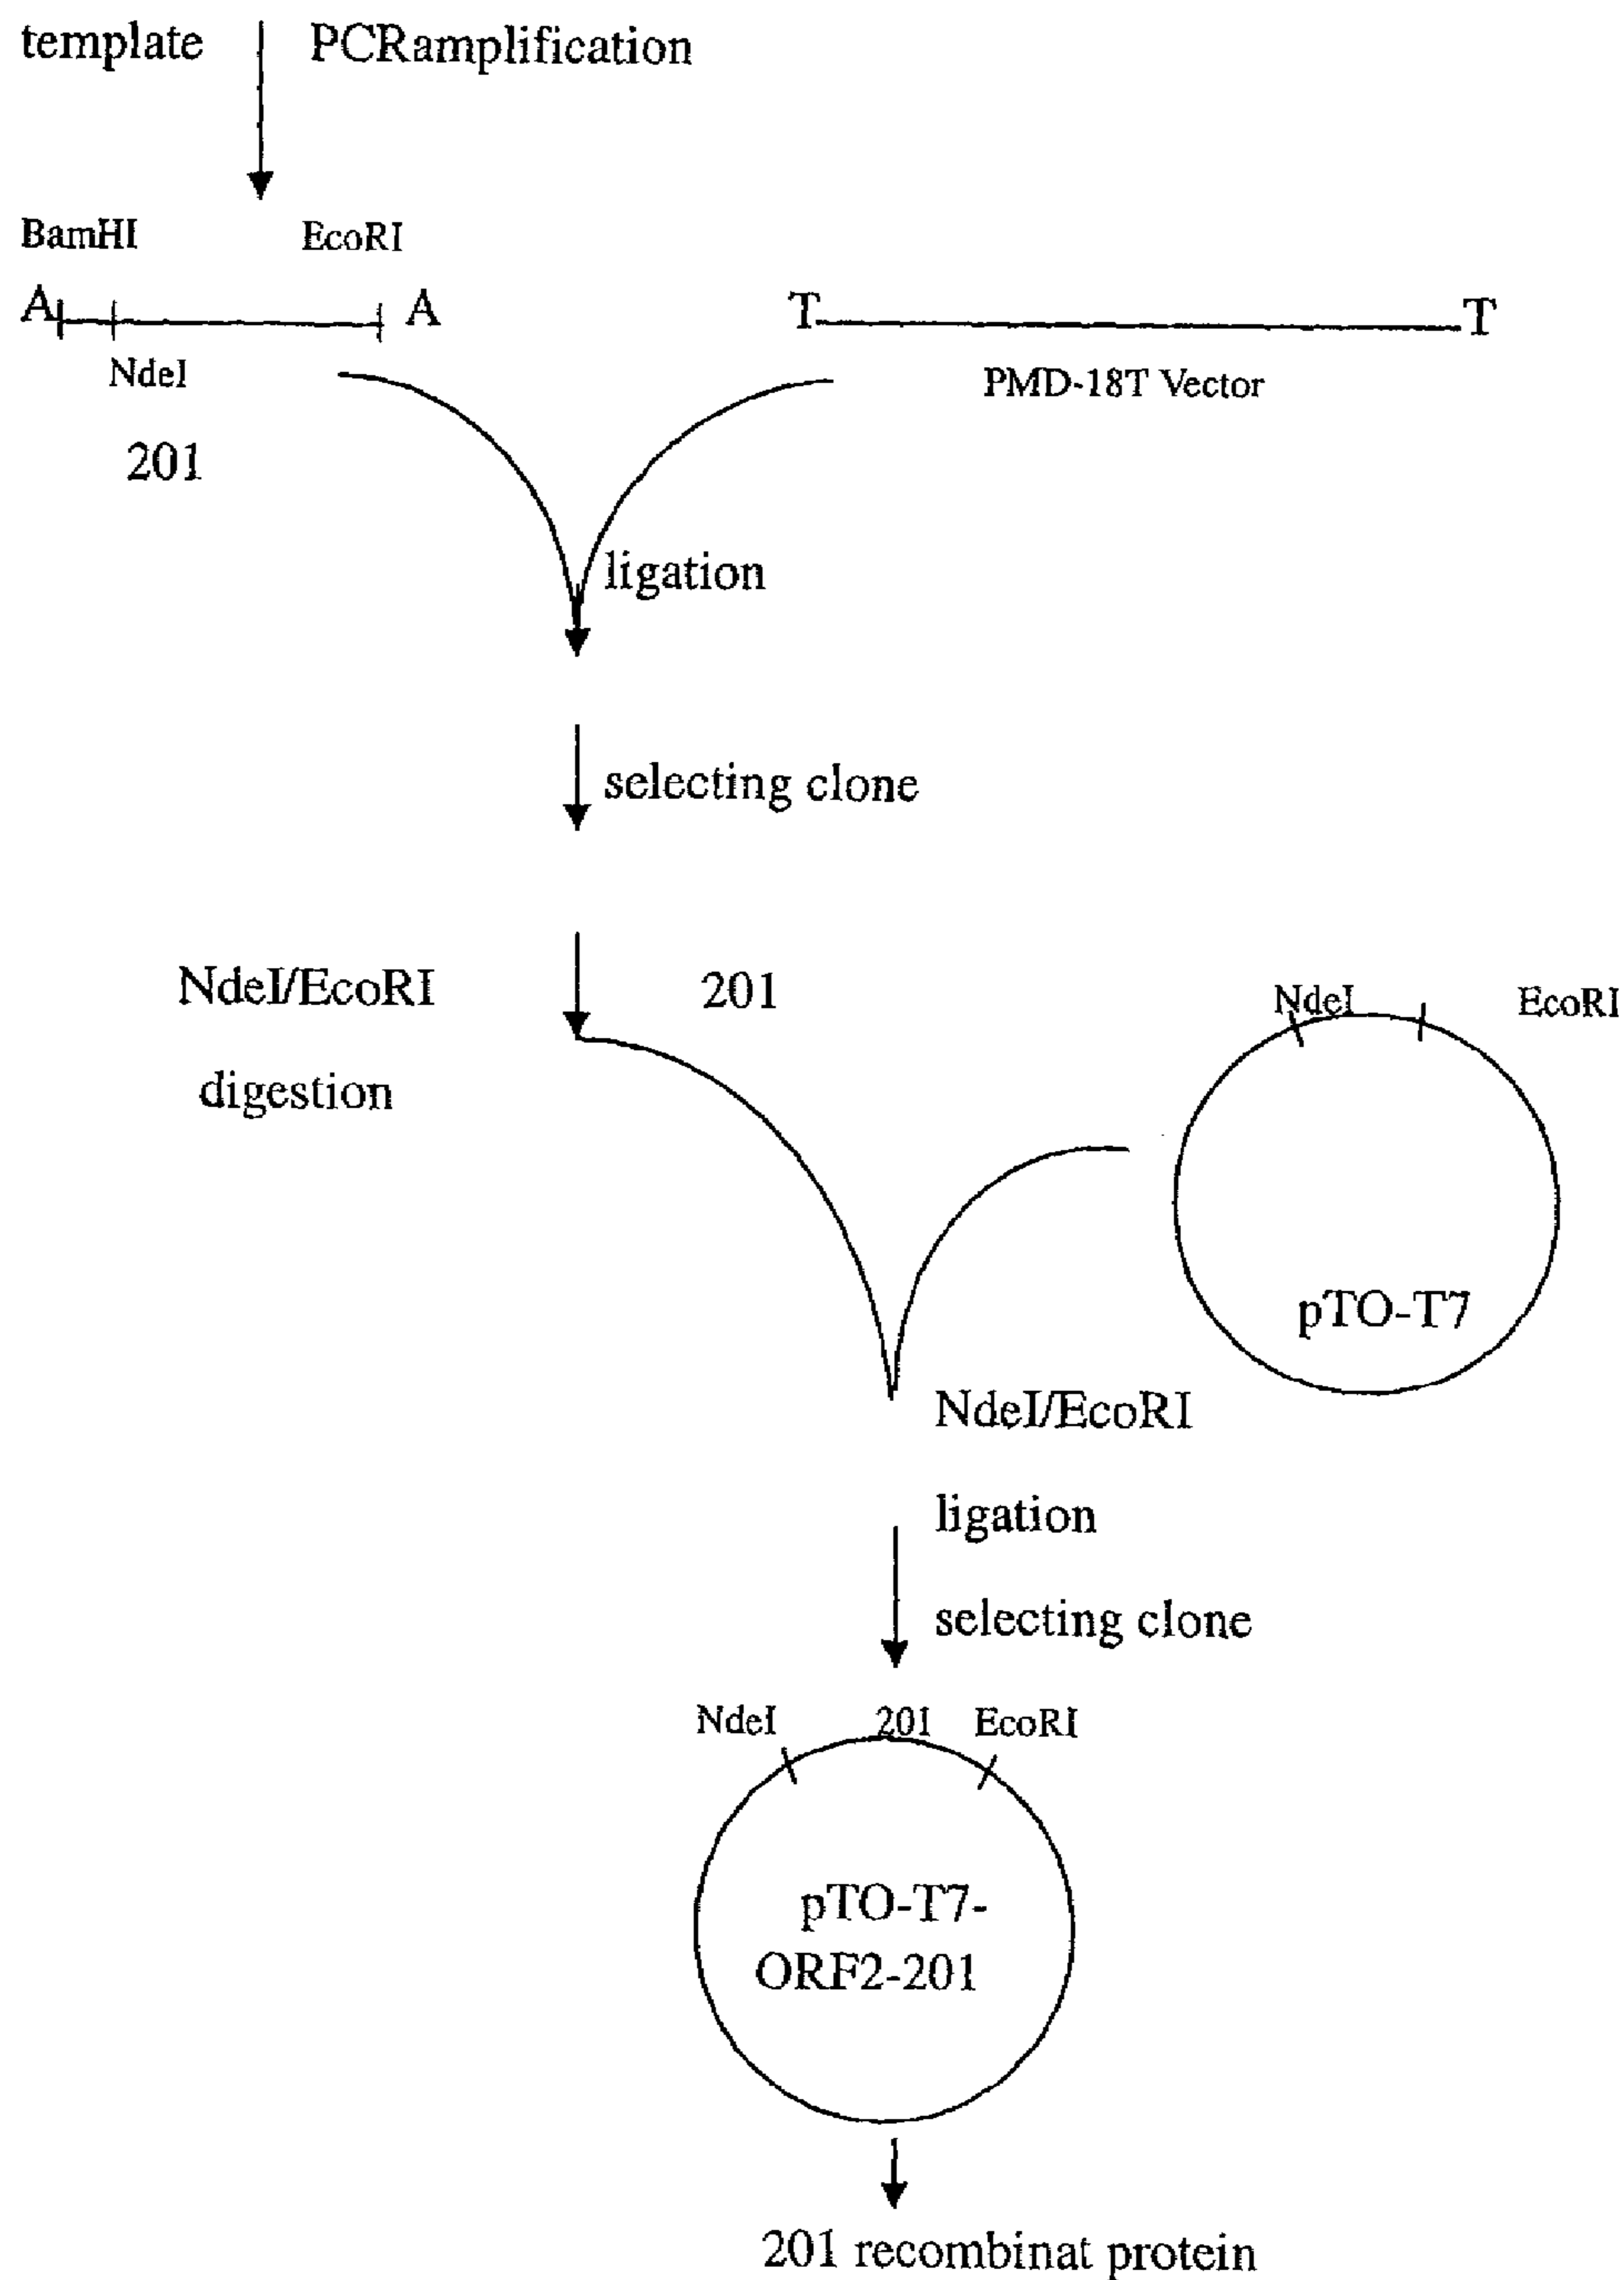 template PCRamplification
BamHI EcoRI
A A T T
NdeI PMD-18T Vector
201
ligation
selecting clone
NdeI/EcoRI 201 NdeI EcoRI
digestion
pTO-T7
NdeI/EcoRI
ligation
selecting clone
NdeI 201 EcoRI
pTO-T7-
ORF2-201
201 recombinat protein